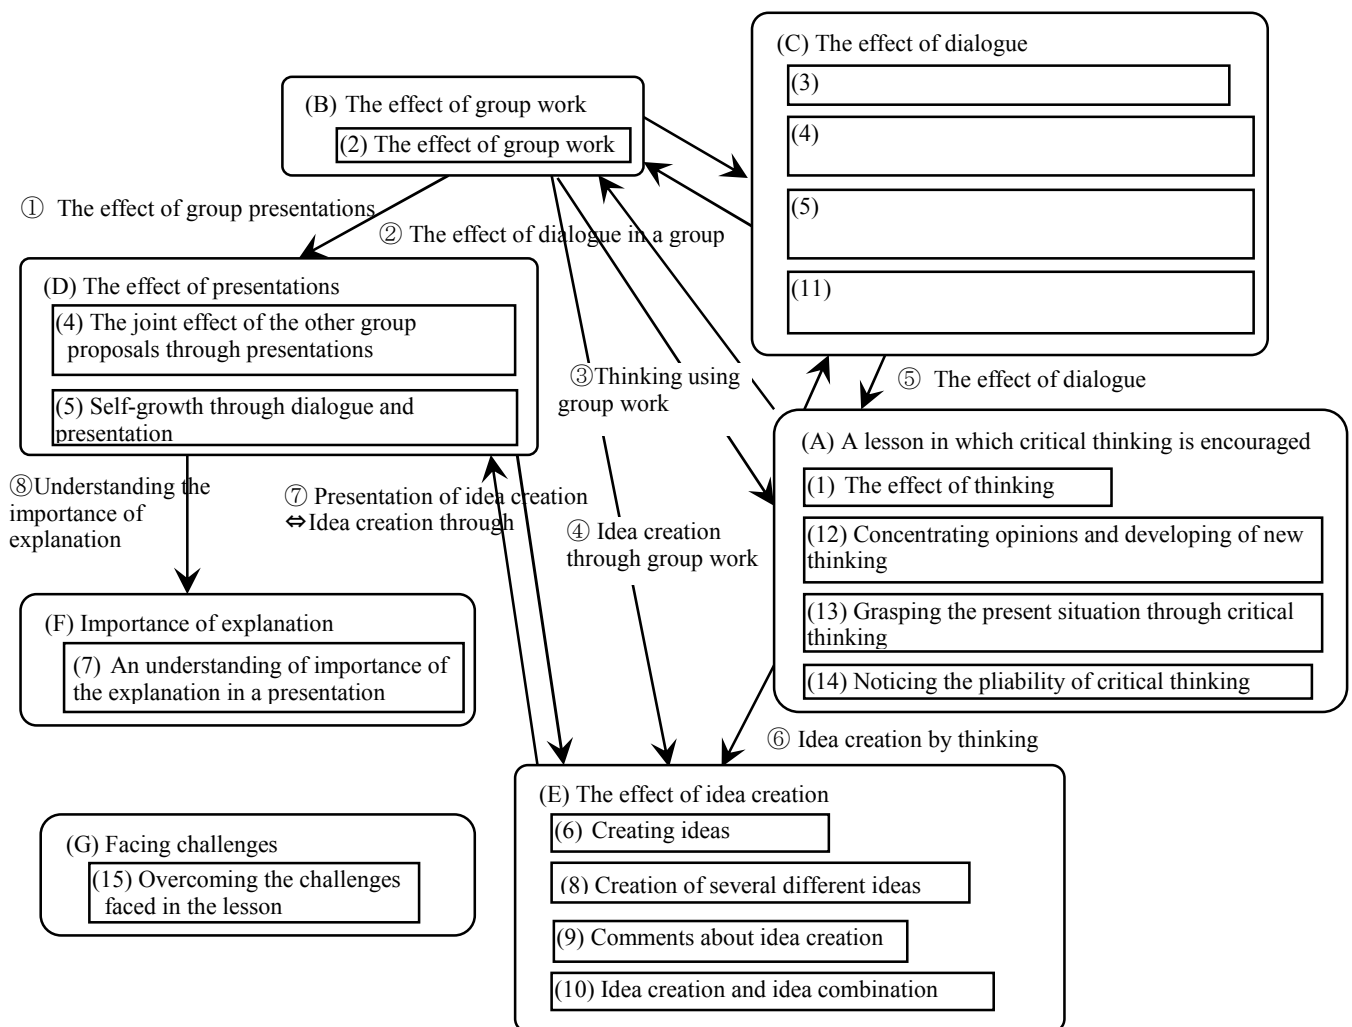 (C) The effect of dialogue
(3)
(4)
(5)
(11)
(B) The effect of group work
(2) The effect of group work
① The effect of group presentations
② The effect of dialogue in a group
(D) The effect of presentations
(4) The joint effect of the other group
proposals through presentations
(5) Self-growth through dialogue and
presentation
③Thinking using
group work
⑤ The effect of dialogue
(A) A lesson in which critical thinking is encouraged
(1) The effect of thinking
(12) Concentrating opinions and developing of new
thinking
(13) Grasping the present situation through critical
thinking
(14) Noticing the pliability of critical thinking
⑧Understanding the
importance of
explanation
⑦ Presentation of idea creation
⇔Idea creation through
④ Idea creation
through group work
(F) Importance of explanation
(7) An understanding of importance of
the explanation in a presentation
⑥ Idea creation by thinking
(E) The effect of idea creation
(6) Creating ideas
(8) Creation of several different ideas
(9) Comments about idea creation
(10) Idea creation and idea combination
(G) Facing challenges
(15) Overcoming the challenges
faced in the lesson